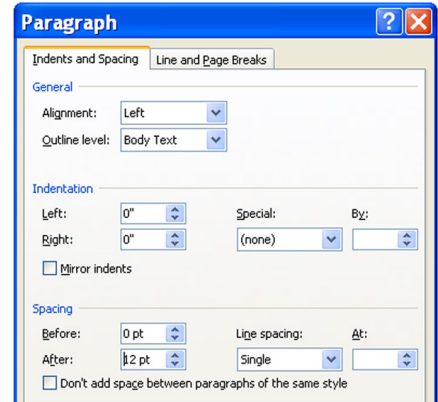 Paragraph ? X
Indents and Spacing Line and Page Breaks
General
Alignment: Left
Outline level: Body Text
Indentation
Left: 0" Special: By:
Right: 0" (none)
Mirror indents
Spacing
Before: 0 pt Line spacing: At:
After: 12 pt Single
Don't add space between paragraphs of the same style